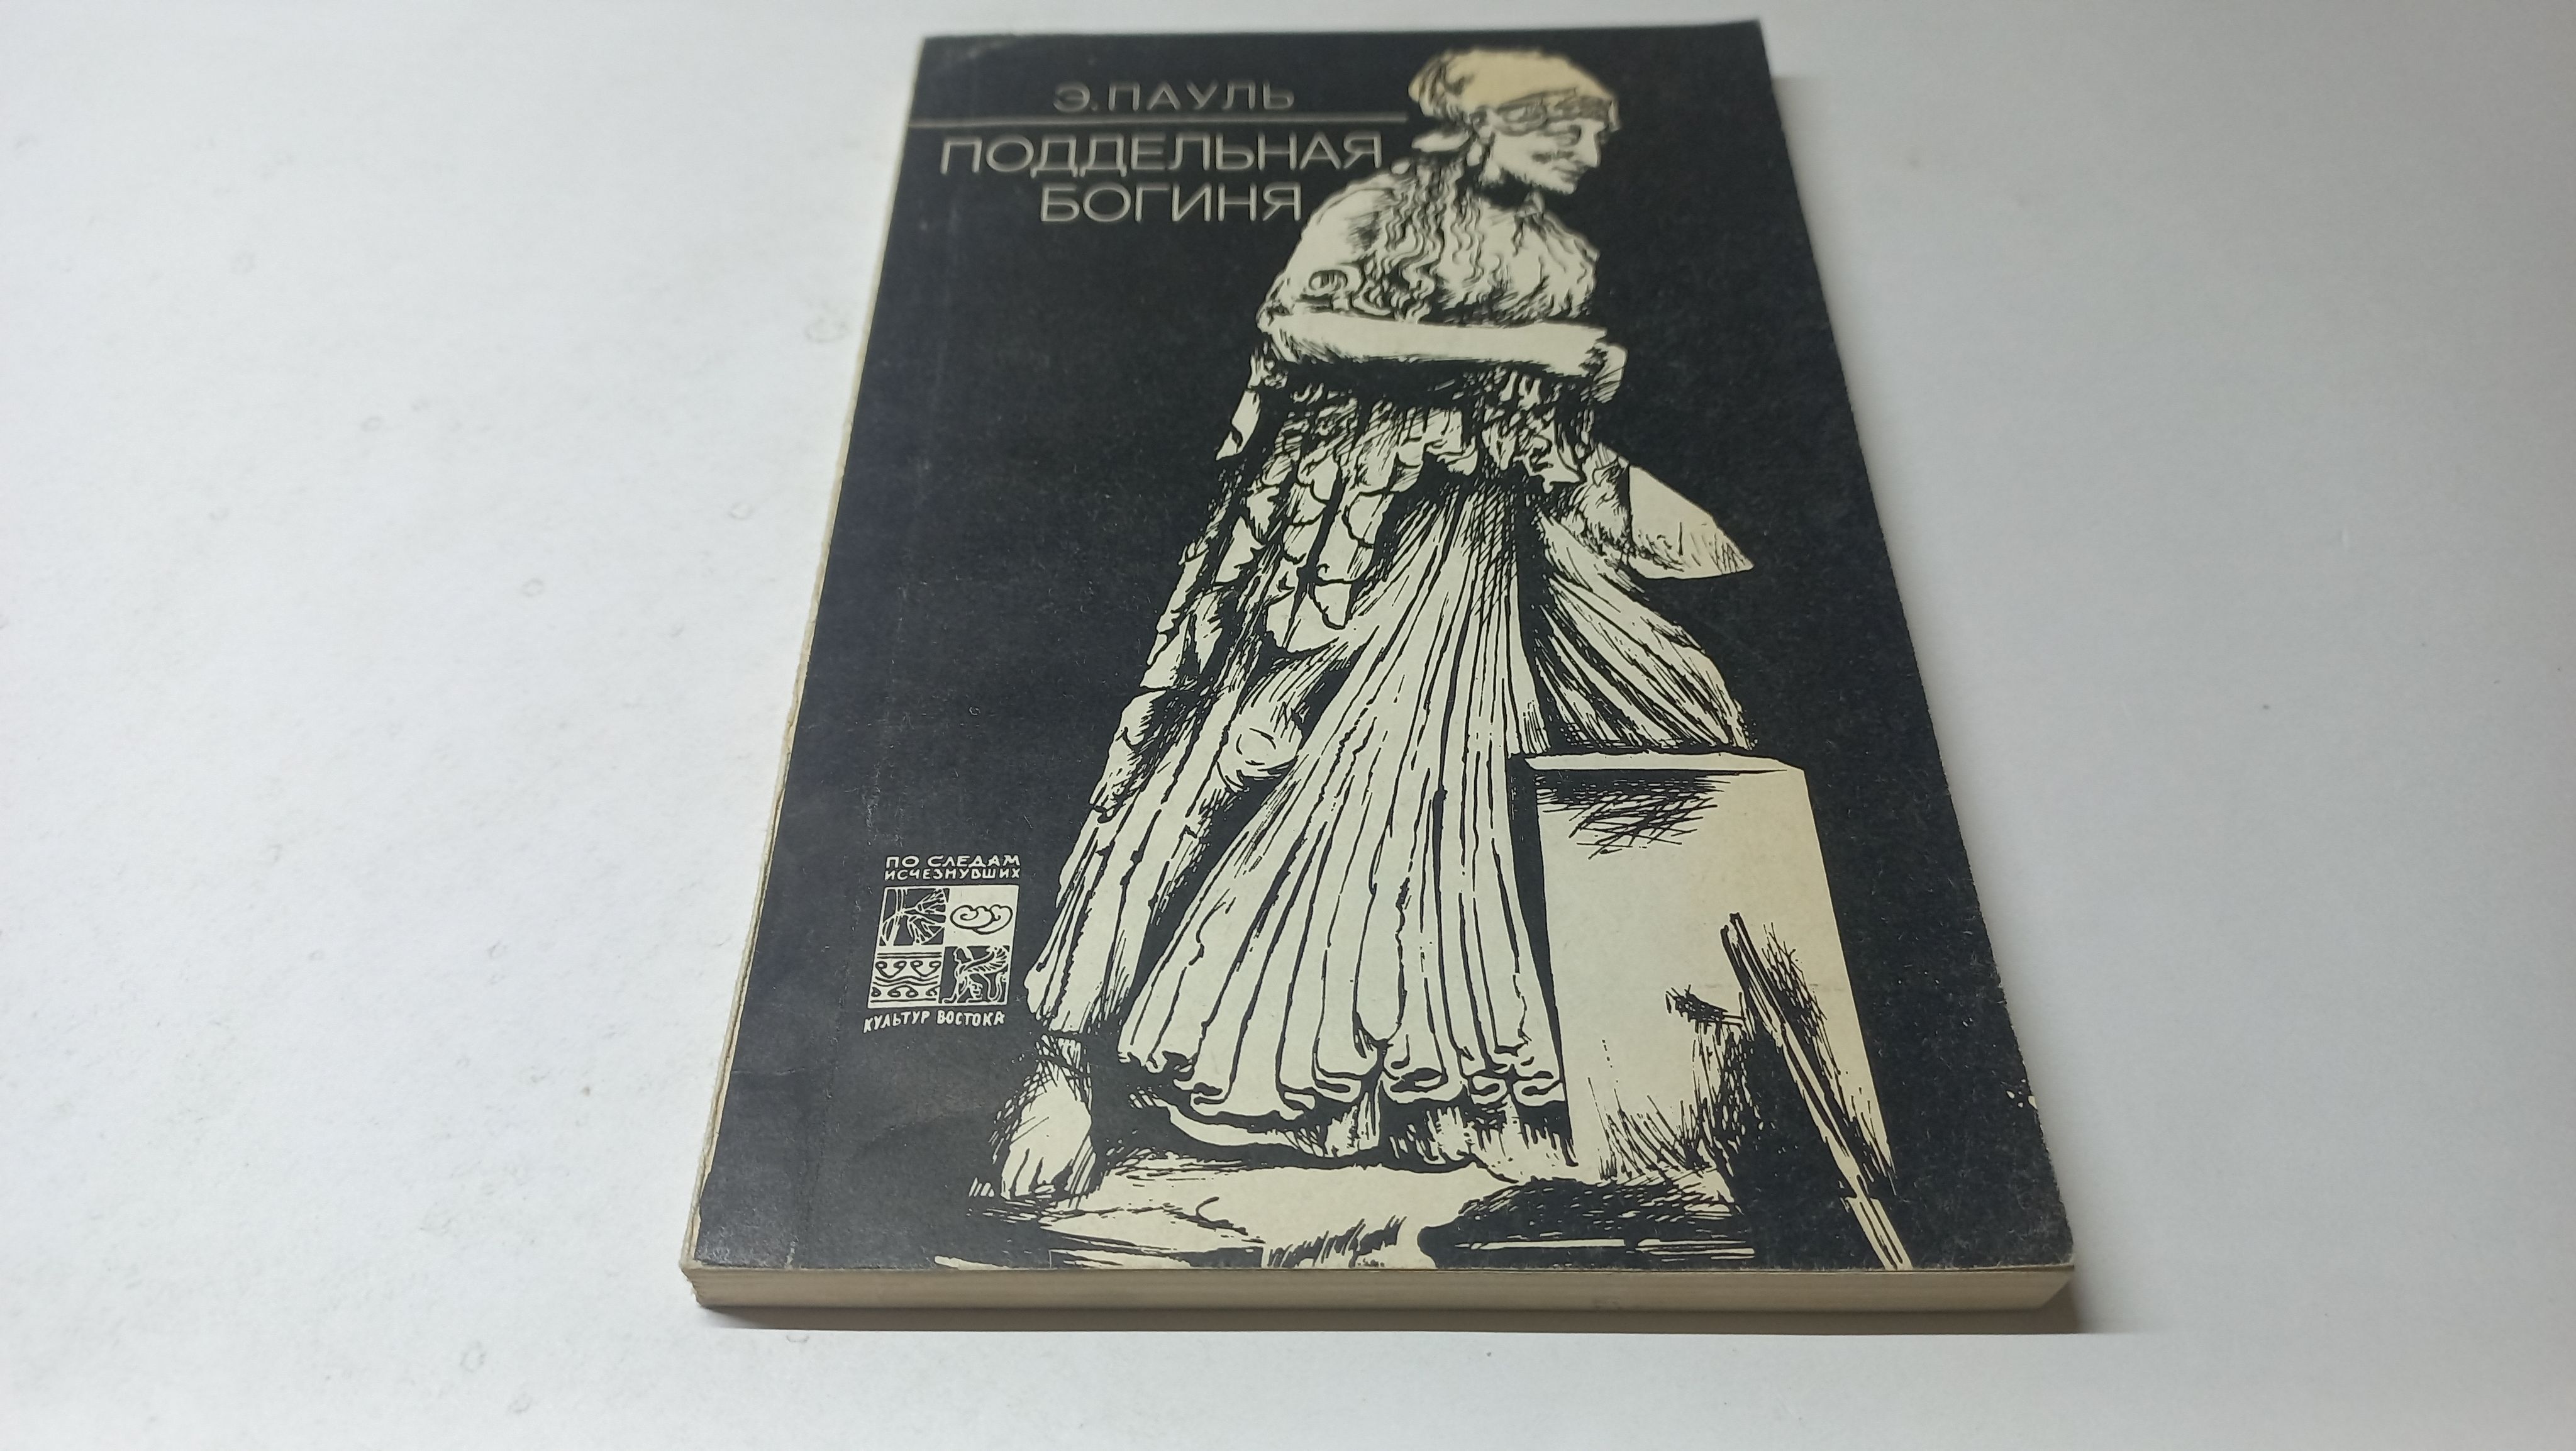 Э. ПАУЛЬ
ПОДДЕЛЬНАЯ
БОГИНЯ
ПО СЛЕДАМ
ИСЧЕЗНУВШИХ
КУЛЬТУР ВОСТОКА